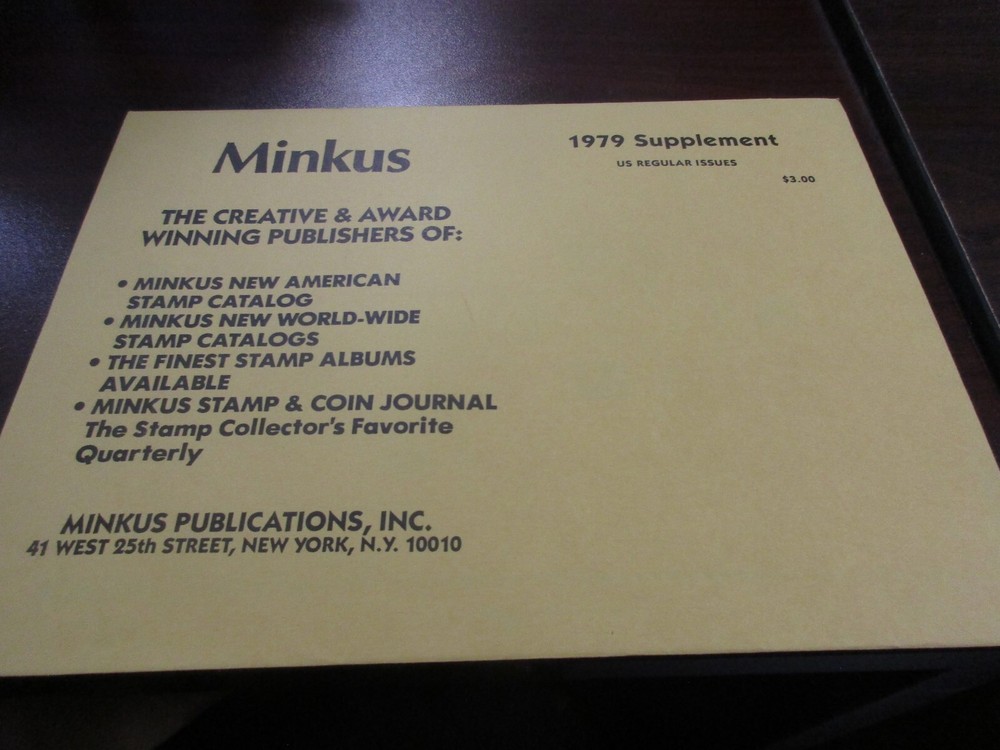 Minkus
THE CREATIVE & AWARD
WINNING PUBLISHERS OF:
• MINKUS NEW AMERICAN
STAMP CATALOG
• MINKUS NEW WORLD-WIDE
STAMP CATALOGS
• THE FINEST STAMP ALBUMS
AVAILABLE
• MINKUS STAMP & COIN JOURNAL
The Stamp Collector's Favorite
Quarterly
MINKUS PUBLICATIONS, INC.
41 WEST 25th STREET, NEW YORK, N.Y. 10010
1979 Supplement
US REGULAR ISSUES
$3.00